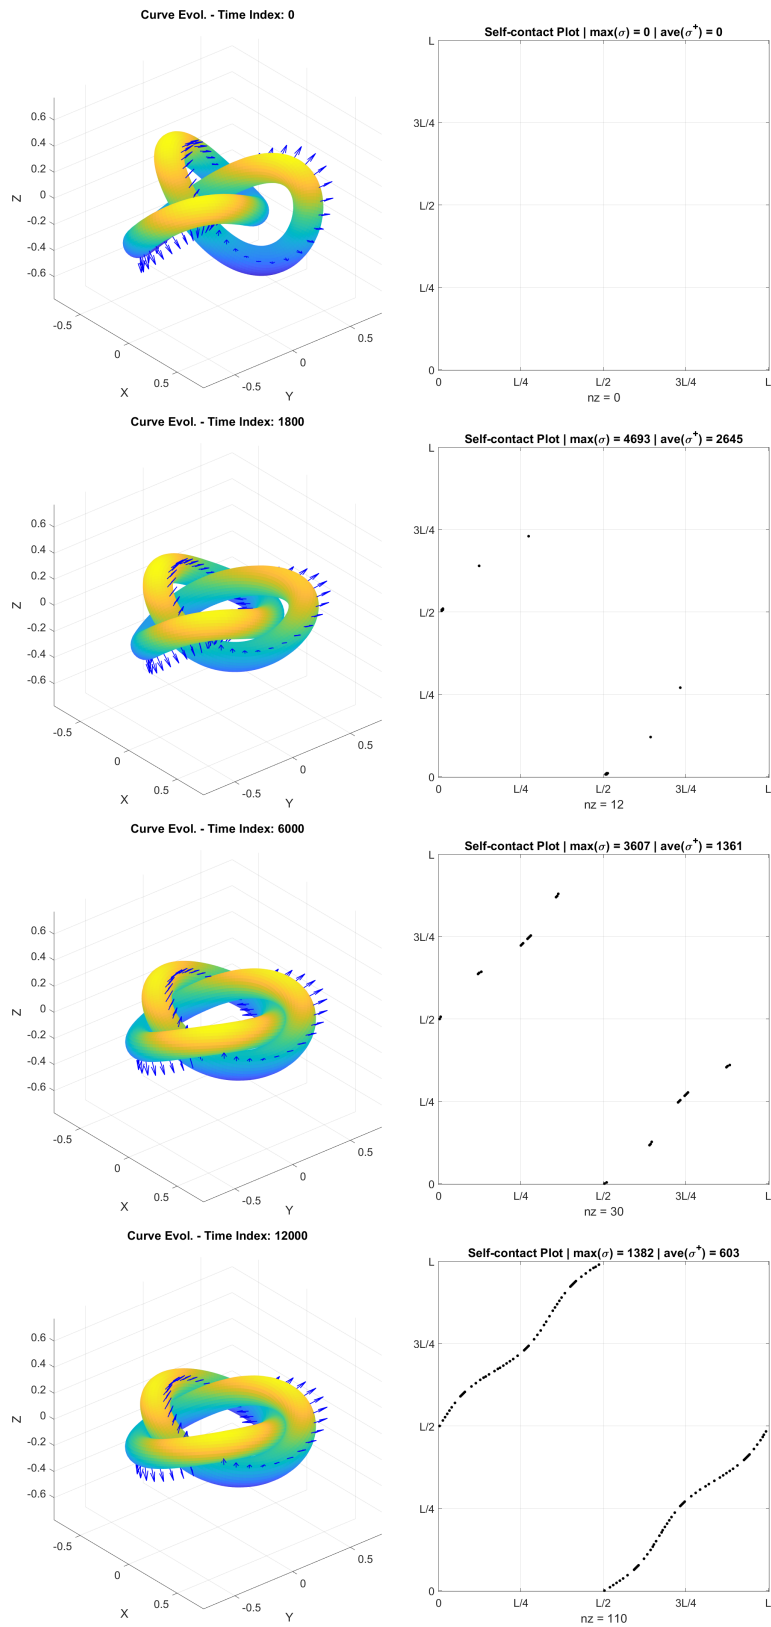 Curve Evol. - Time Index: 0
0.6
0.4
0.2
0
-0.2
-0.4
-0.6
Z
-0.5
0
0.5
X
-0.5
0
0.5
Y
Self-contact Plot | max(σ) = 0 | ave(σ⁺) = 0
L
3L/4
L/2
L/4
0
0 L/4 L/2 3L/4 L
nz = 0
Curve Evol. - Time Index: 1800
0.6
0.4
0.2
0
-0.2
-0.4
-0.6
Z
-0.5
0
0.5
X
-0.5
0
0.5
Y
Self-contact Plot | max(σ) = 4693 | ave(σ⁺) = 2645
L
3L/4
L/2
L/4
0
0 L/4 L/2 3L/4 L
nz = 12
Curve Evol. - Time Index: 6000
0.6
0.4
0.2
0
-0.2
-0.4
-0.6
Z
-0.5
0
0.5
X
-0.5
0
0.5
Y
Self-contact Plot | max(σ) = 3607 | ave(σ⁺) = 1361
L
3L/4
L/2
L/4
0
0 L/4 L/2 3L/4 L
nz = 30
Curve Evol. - Time Index: 12000
0.6
0.4
0.2
0
-0.2
-0.4
-0.6
Z
-0.5
0
0.5
X
-0.5
0
0.5
Y
Self-contact Plot | max(σ) = 1382 | ave(σ⁺) = 603
L
3L/4
L/2
L/4
0
0 L/4 L/2 3L/4 L
nz = 110